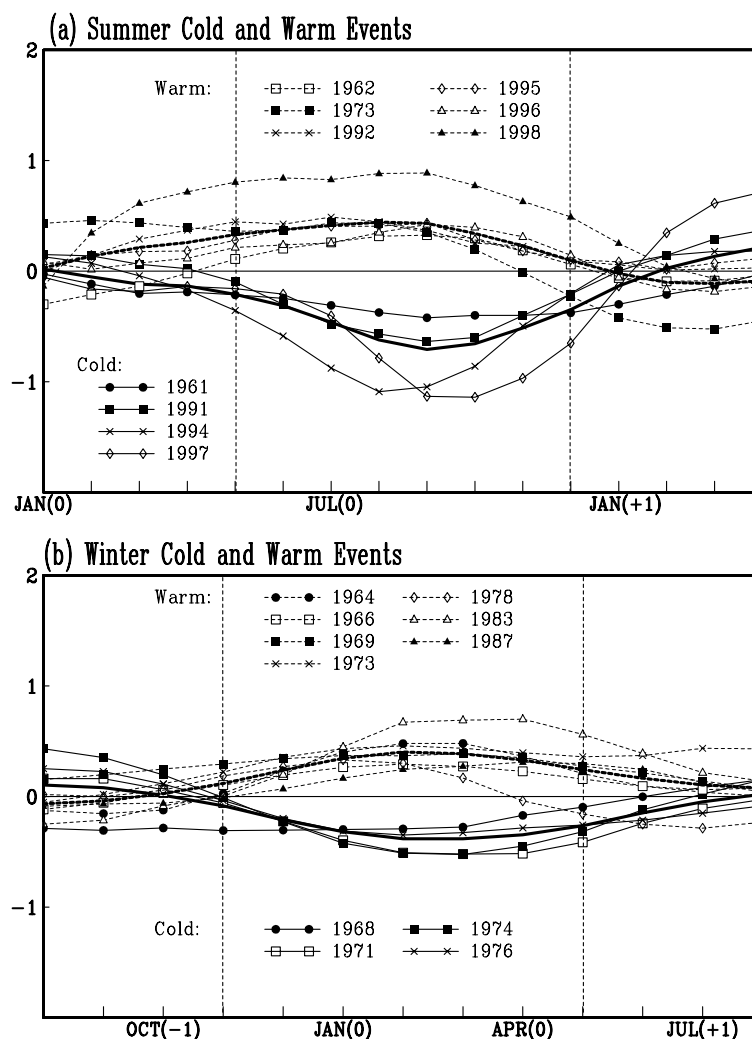 (a) Summer Cold and Warm Events
2
Warm:
1962
1995
1973
1996
1992
1998
1
0
Cold:
1961
1991
1994
1997
-1
JAN(0)
JUL(0)
JAN(+1)
(b) Winter Cold and Warm Events
2
Warm:
1964
1978
1966
1983
1969
1987
1973
1
0
-1
Cold:
1968
1974
1971
1976
OCT(-1)
JAN(0)
APR(0)
JUL(+1)